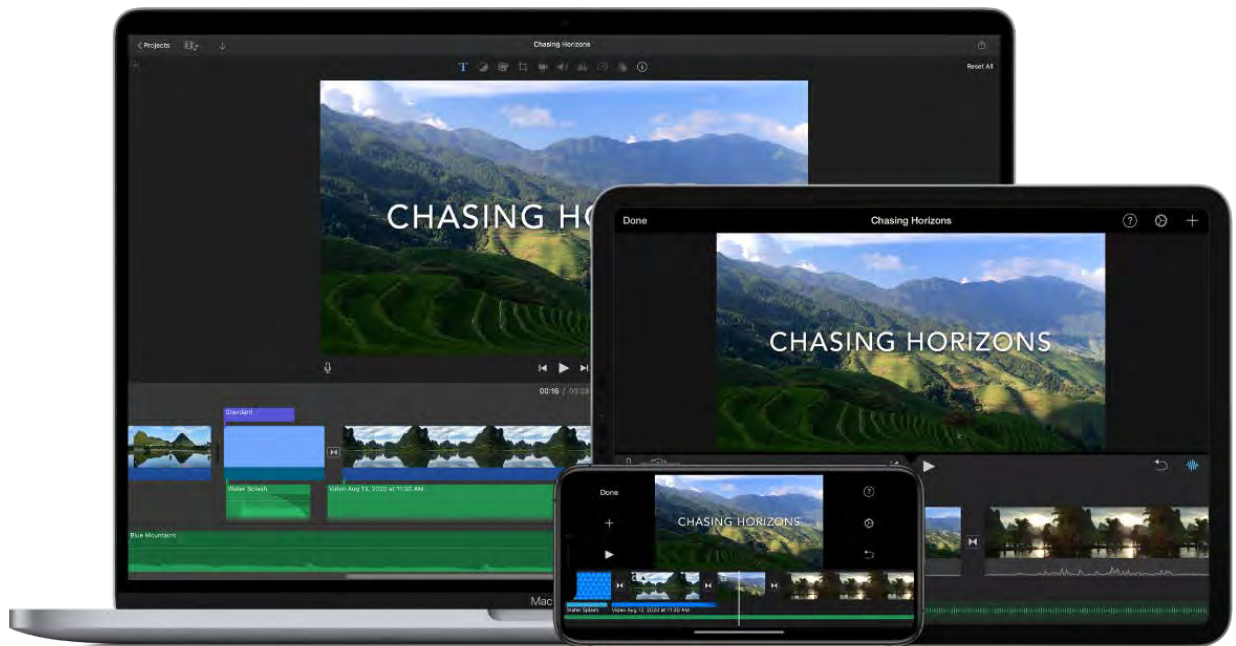 Projects
Chasing Horizons
T
Reset All
CHASING HO
00:16 / 00:28
Standard
Water Splash
Video Aug 13, 2020 at 11:30 AM
Blue Mountains
Mac
Done
Chasing Horizons
?
CHASING HORIZONS
Done
?
CHASING HORIZONS
Water Splash
Video Aug 13, 2020 at 11:30 AM